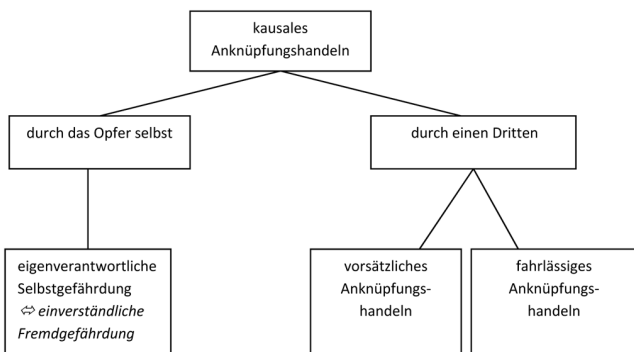 kausales
Anknüpfungshandeln
durch das Opfer selbst
durch einen Dritten
eigenverantwortliche
Selbstgefährdung
⇔ einverständliche
Fremdgefährdung
vorsätzliches
Anknüpfungs-
handeln
fahrlässiges
Anknüpfungs-
handeln